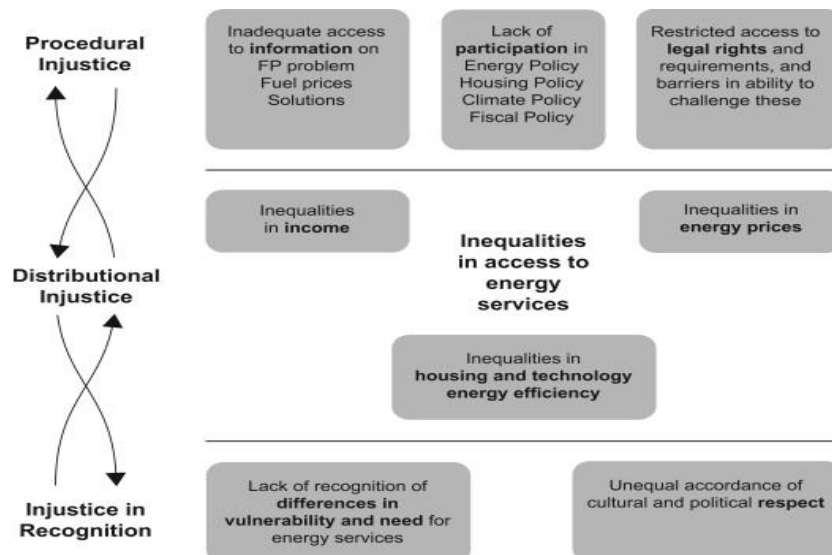 Procedural
Injustice
Inadequate access
to information on
FP problem
Fuel prices
Solutions
Lack of
participation in
Energy Policy
Housing Policy
Climate Policy
Fiscal Policy
Restricted access to
legal rights and
requirements, and
barriers in ability to
challenge these
Distributional
Injustice
Inequalities
in income
Inequalities
in access to
energy
services
Inequalities in
energy prices
Inequalities in
housing and technology
energy efficiency
Injustice in
Recognition
Lack of recognition of
differences in
vulnerability and need for
energy services
Unequal accordance of
cultural and political respect